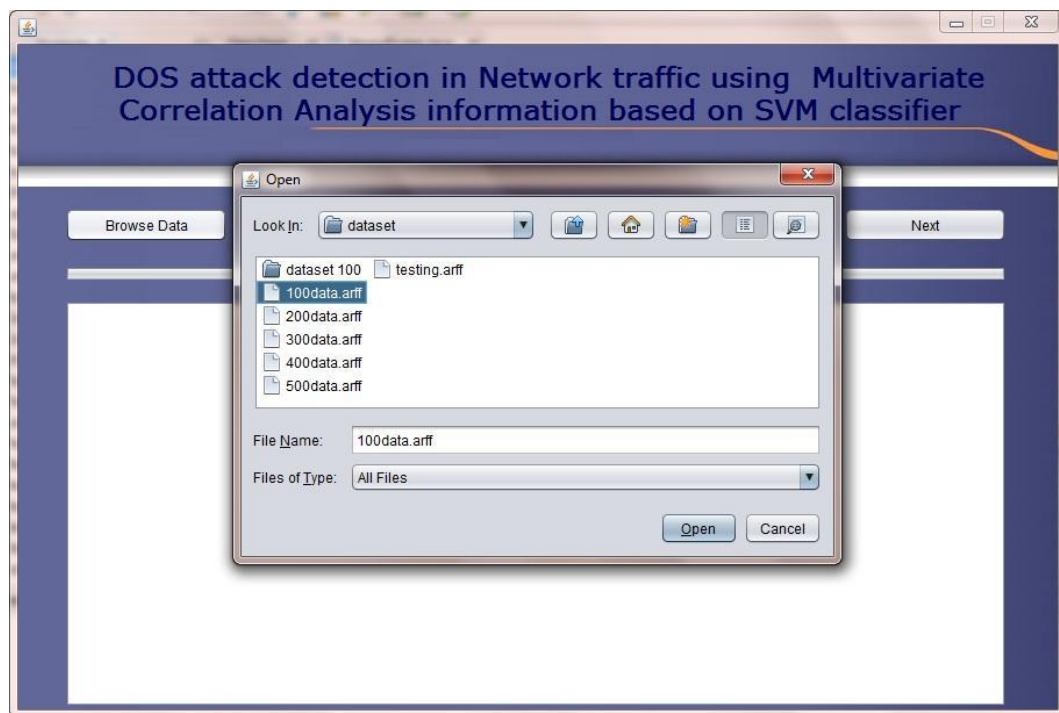 DOS attack detection in Network traffic using Multivariate
Correlation Analysis information based on SVM classifier
Open
Browse Data
Look In:
dataset
Next
dataset 100
testing.arff
100data.arff
200data.arff
300data.arff
400data.arff
500data.arff
File Name:
100data.arff
Files of Type:
All Files
Open
Cancel